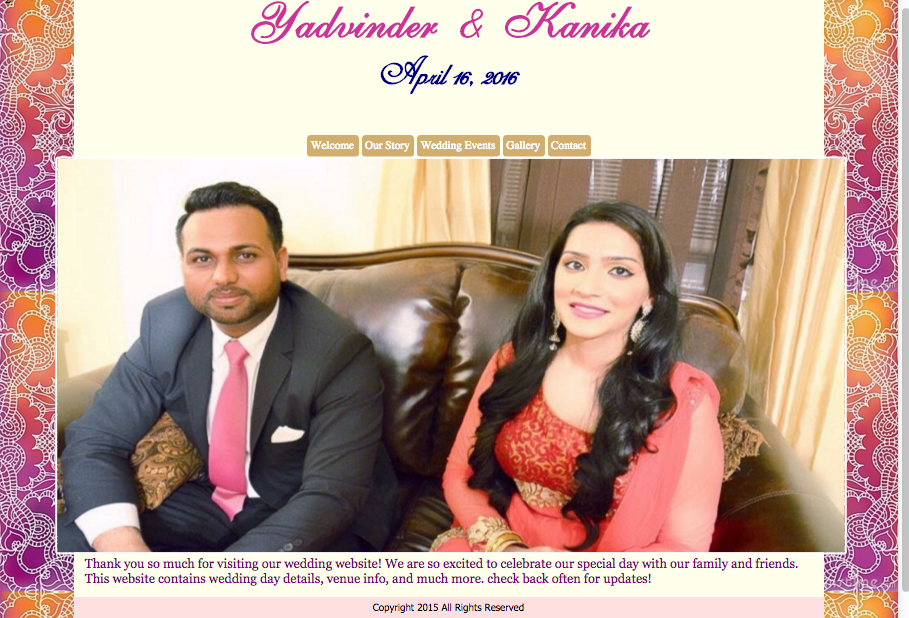 Yadvinder & Kanika
April 16, 2016
Welcome Our Story Wedding Events Gallery Contact
Thank you so much for visiting our wedding website! We are so excited to celebrate our special day with our family and friends.
This website contains wedding day details, venue info, and much more. check back often for updates!
Copyright 2015 All Rights Reserved